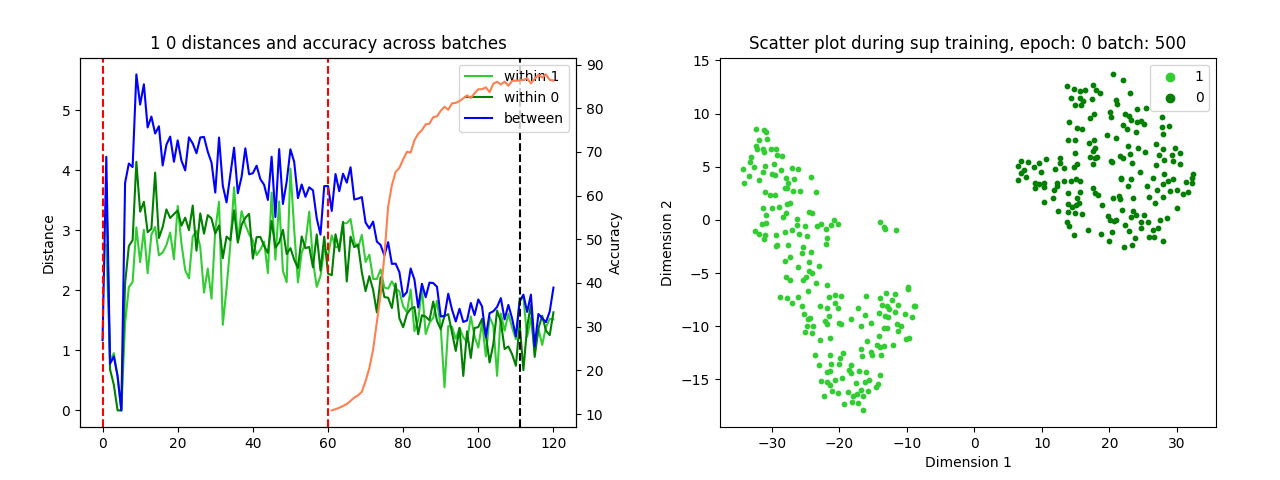 1 0 distances and accuracy across batches
Distance
5
4
3
2
1
0
within 1
within 0
between
90
80
70
60
50
40
30
20
10
Accuracy
0 20 40 60 80 100 120
Scatter plot during sup training, epoch: 0 batch: 500
Dimension 2
15
10
5
0
−5
−10
−15
1
0
−30 −20 −10 0 10 20 30
Dimension 1